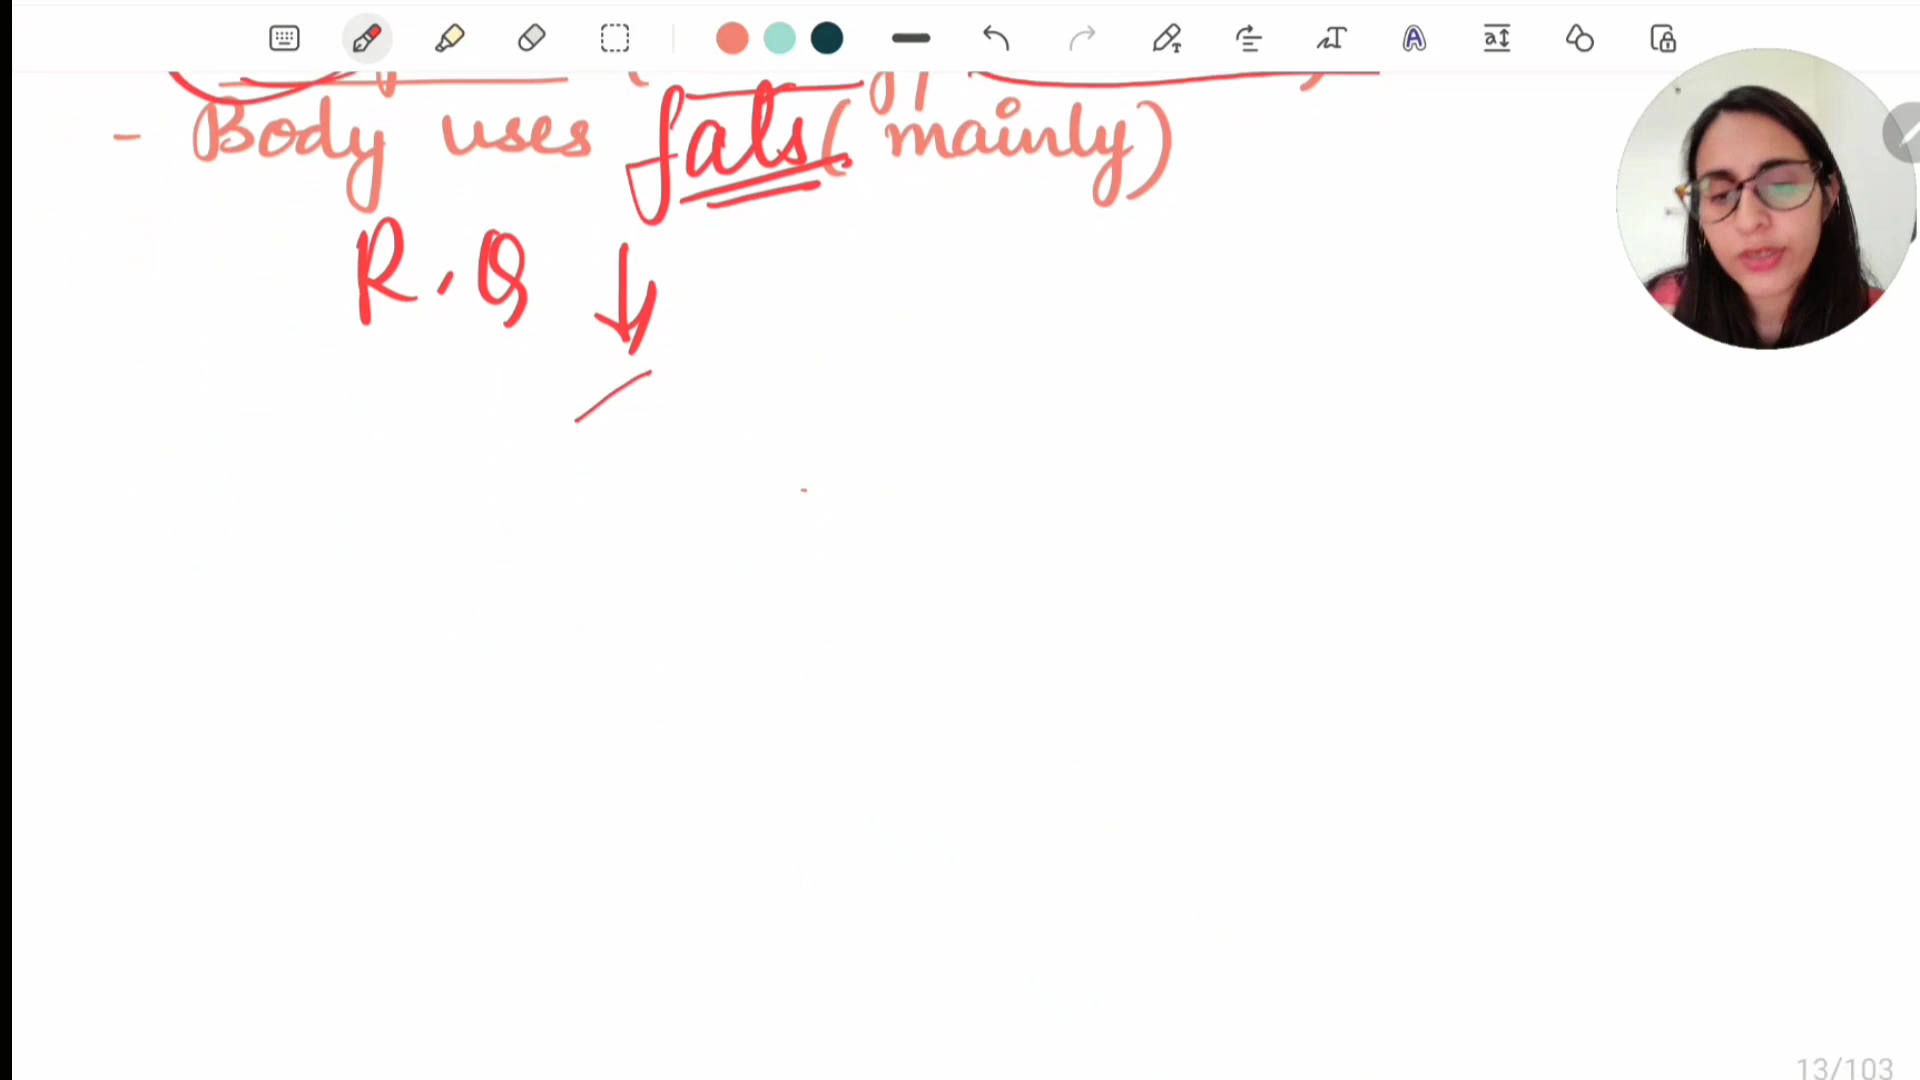 - Body uses fats (mainly)
R.Q ↓
13/103